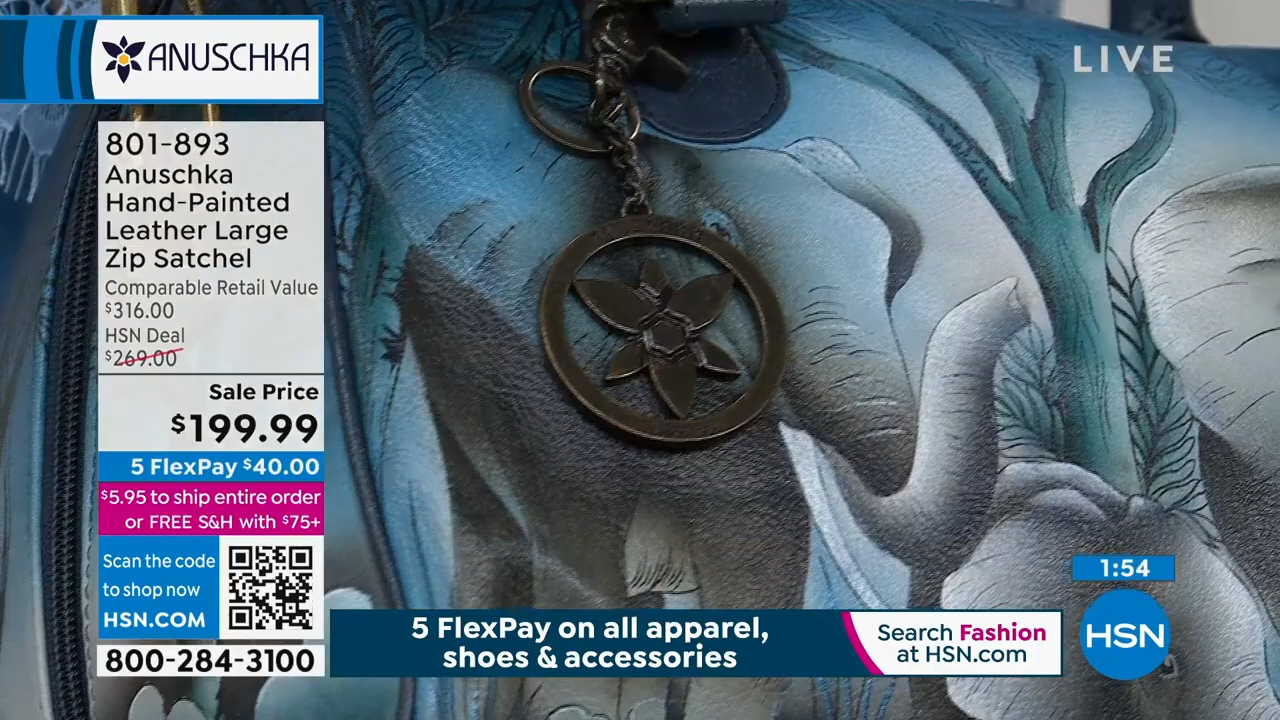 ANUSCHKA
801-893
Anuschka
Hand-Painted
Leather Large
Zip Satchel
Comparable Retail Value
$316.00
HSN Deal
$269.00
Sale Price
$199.99
5 FlexPay $40.00
$5.95 to ship entire order
or FREE S&H with $75+
Scan the code
to shop now
HSN.COM
800-284-3100
LIVE
1:54
HSN
5 FlexPay on all apparel,
shoes & accessories
Search Fashion
at HSN.com